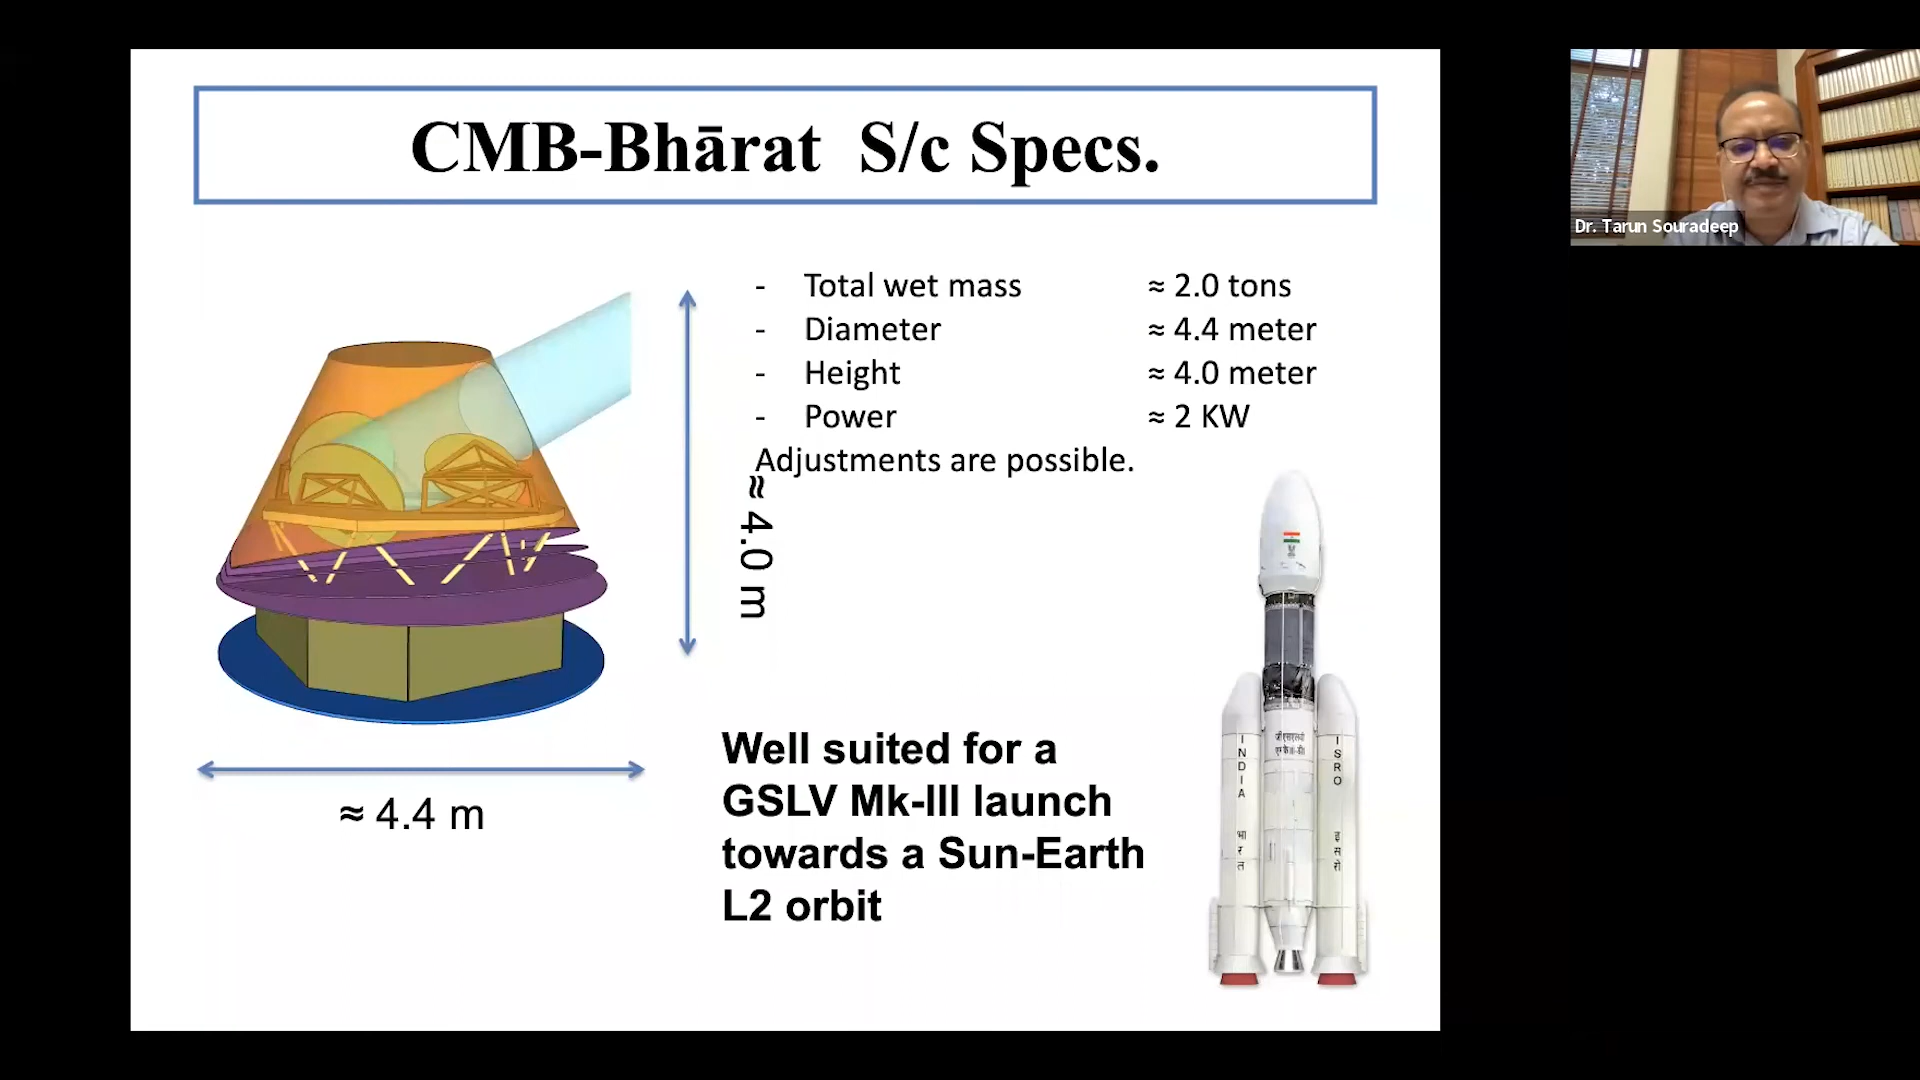 CMB-Bhārat S/c Specs.
Dr. Tarun Souradeep
- Total wet mass ≈ 2.0 tons
- Diameter ≈ 4.4 meter
- Height ≈ 4.0 meter
- Power ≈ 2 KW
Adjustments are possible.
≈ 4.0 m
≈ 4.4 m
Well suited for a
GSLV Mk-III launch
towards a Sun-Earth
L2 orbit
INDIA
भारत
ISRO
इसरो